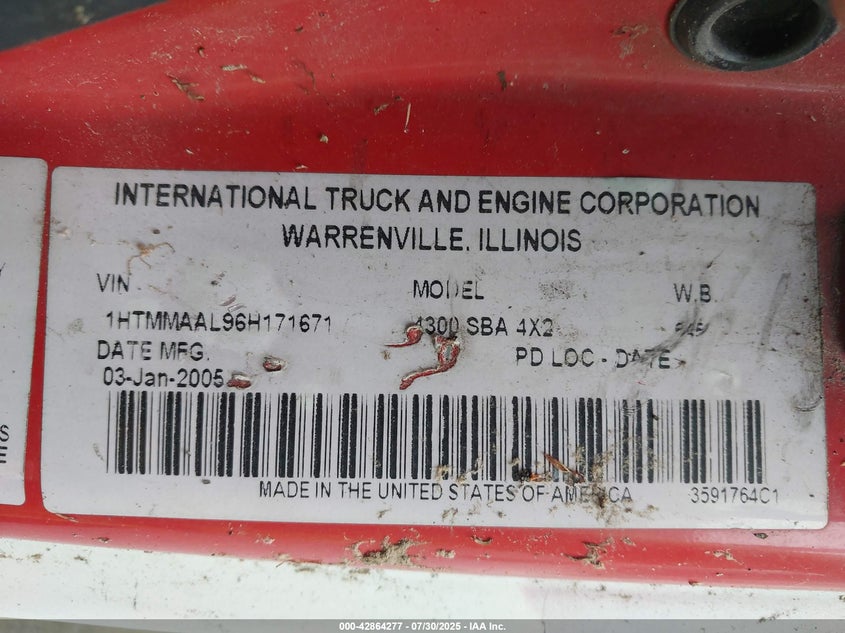 INTERNATIONAL TRUCK AND ENGINE CORPORATION
WARRENVILLE, ILLINOIS
VIN MODEL W.B.
1HTMMAAL96H171671 4300 SBA 4X2
DATE MFG. PD LOC - DATE
03-Jan-2005
MADE IN THE UNITED STATES OF AMERICA 3591764C1
S
E
000-42864277 - 07/30/2025 - IAA Inc.